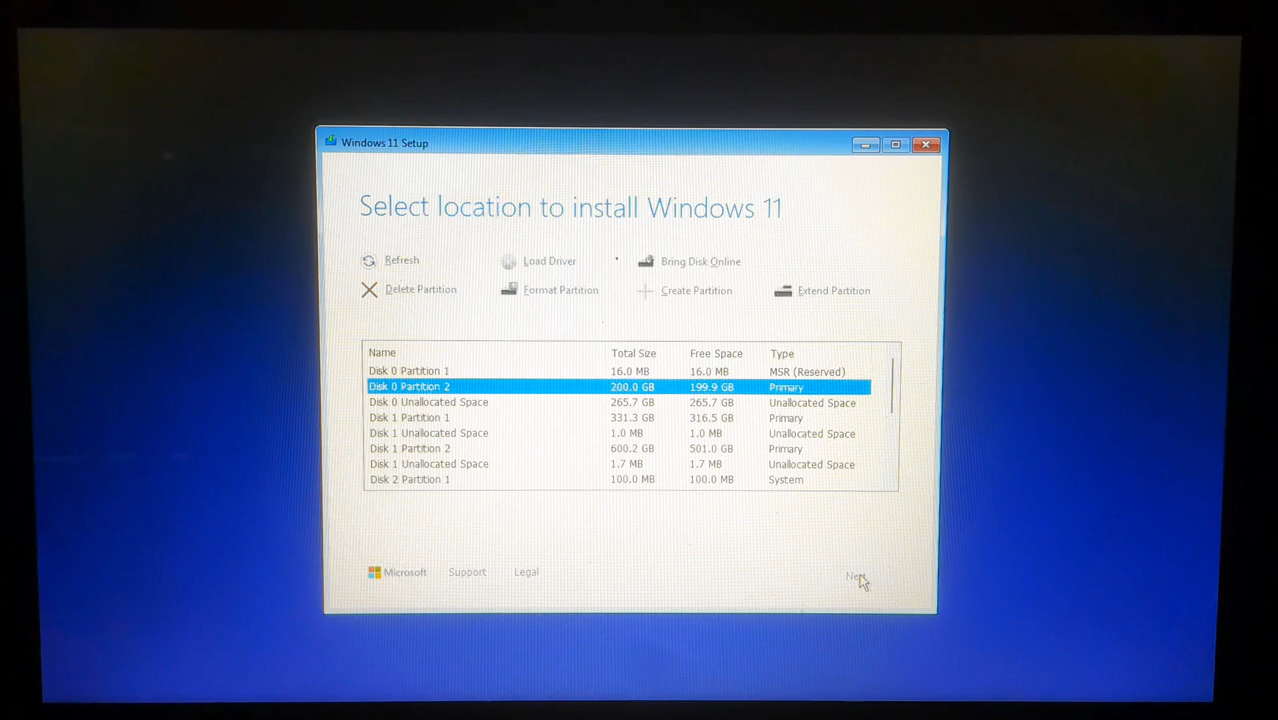 Windows 11 Setup
Select location to install Windows 11
Refresh Load Driver Bring Disk Online
Delete Partition Format Partition Create Partition Extend Partition
Name Total Size Free Space Type
Disk 0 Partition 1 16.0 MB 16.0 MB MSR (Reserved)
Disk 0 Partition 2 200.0 GB 199.9 GB Primary
Disk 0 Unallocated Space 265.7 GB 265.7 GB Unallocated Space
Disk 1 Partition 1 331.3 GB 316.5 GB Primary
Disk 1 Unallocated Space 1.0 MB 1.0 MB Unallocated Space
Disk 1 Partition 2 600.2 GB 501.0 GB Primary
Disk 1 Unallocated Space 1.7 MB 1.7 MB Unallocated Space
Disk 2 Partition 1 100.0 MB 100.0 MB System
Microsoft Support Legal